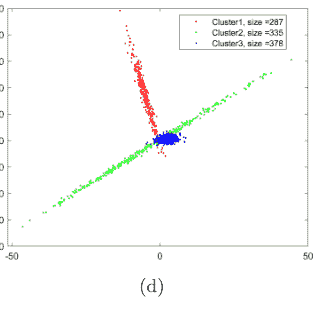 Cluster1, size =287
Cluster2, size =335
Cluster3, size =378
-50
0
50
(d)